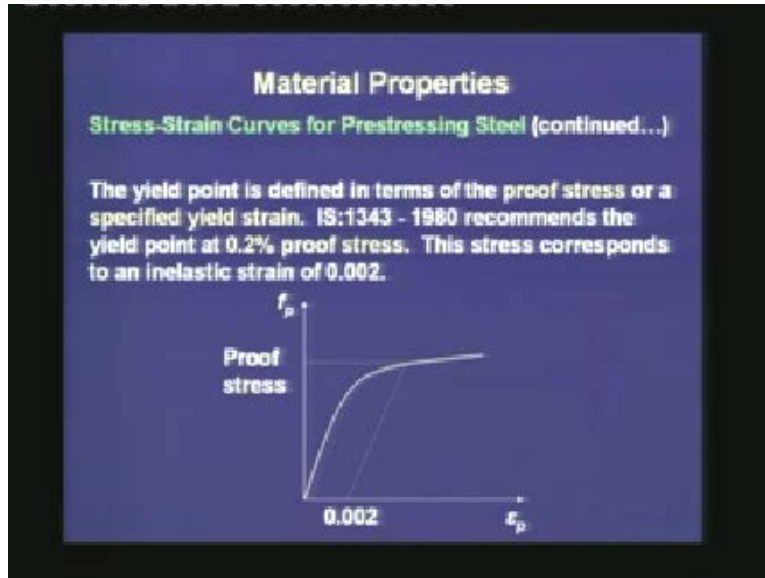 Material Properties
Stress-Strain Curves for Prestressing Steel (continued...)
The yield point is defined in terms of the proof stress or a
specified yield strain. IS:1343 - 1980 recommends the
yield point at 0.2% proof stress. This stress corresponds
to an inelastic strain of 0.002.
fp
Proof
stress
0.002
εp